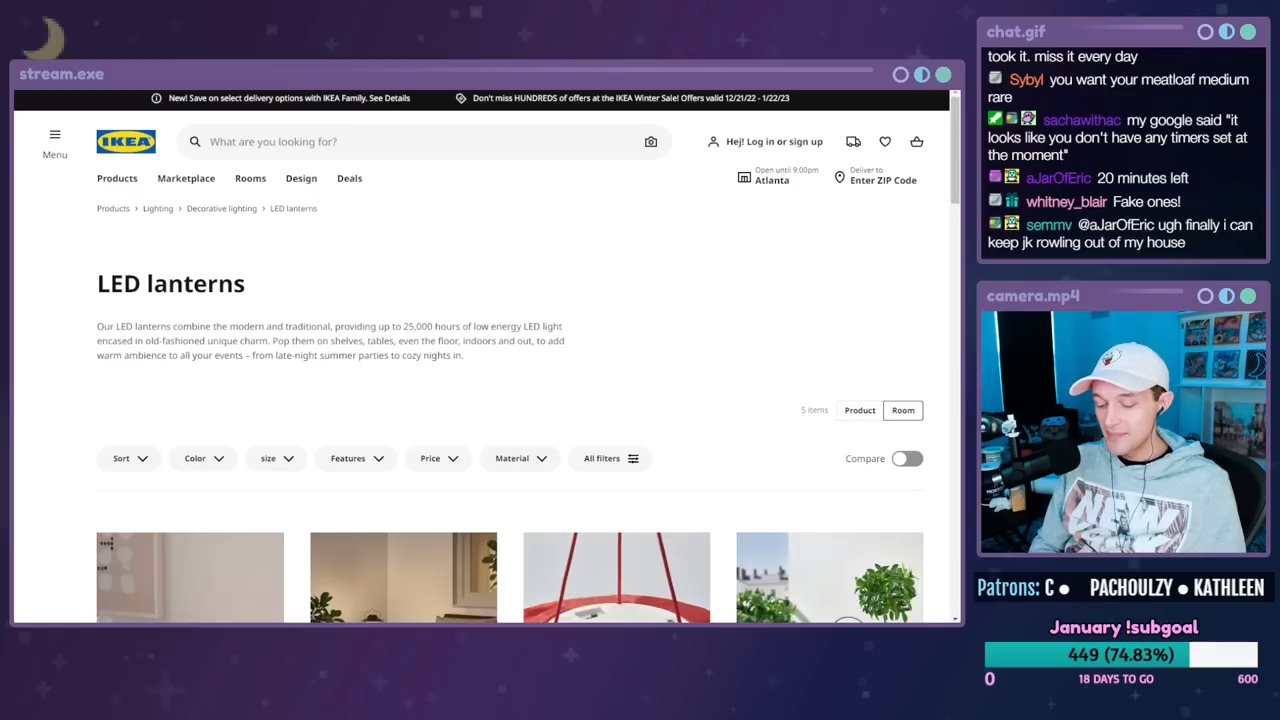 stream.exe
New! Save on select delivery options with IKEA Family. See Details
Don't miss HUNDREDS of offers at the IKEA Winter Sale! Offers valid 12/21/22 - 1/22/23
Menu
IKEA
What are you looking for?
Hej! Log in or sign up
Products
Marketplace
Rooms
Design
Deals
Open until 9:00pm
Atlanta
Deliver to
Enter ZIP Code
Products > Lighting > Decorative lighting > LED lanterns
LED lanterns
Our LED lanterns combine the modern and traditional, providing up to 25,000 hours of low energy LED light
encased in old-fashioned unique charm. Pop them on shelves, tables, even the floor, indoors and out, to add
warm ambience to all your events – from late-night summer parties to cozy nights in.
5 items
Product
Room
Sort
Color
size
Features
Price
Material
All filters
Compare
chat.gif
took it. miss it every day
Sybyl you want your meatloaf medium
rare
sachawithac my google said "it
looks like you don't have any timers set at
the moment"
aJarOfEric 20 minutes left
whitney_blair Fake ones!
semmv @aJarOfEric ugh finally i can
keep jk rowling out of my house
camera.mp4
NEW
Patrons: C ● PACHOULZY ● KATHLEEN
January !subgoal
449 (74.83%)
0
18 DAYS TO GO
600